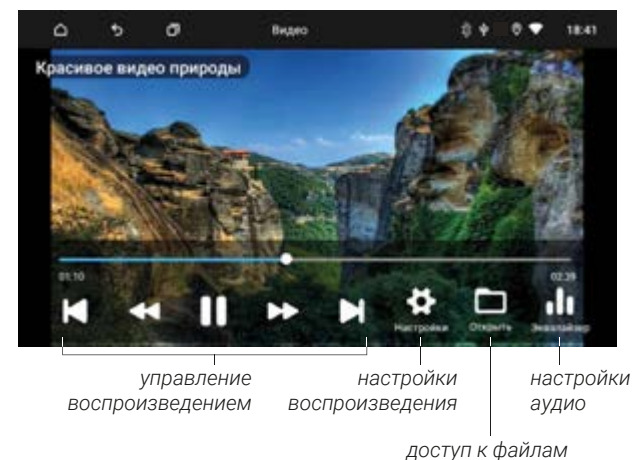 Видео
18:41
Красивое видео природы
01:10
02:39
Настройки
Открыть
Эквалайзер
управление воспроизведением
настройки воспроизведения
настройки аудио
доступ к файлам